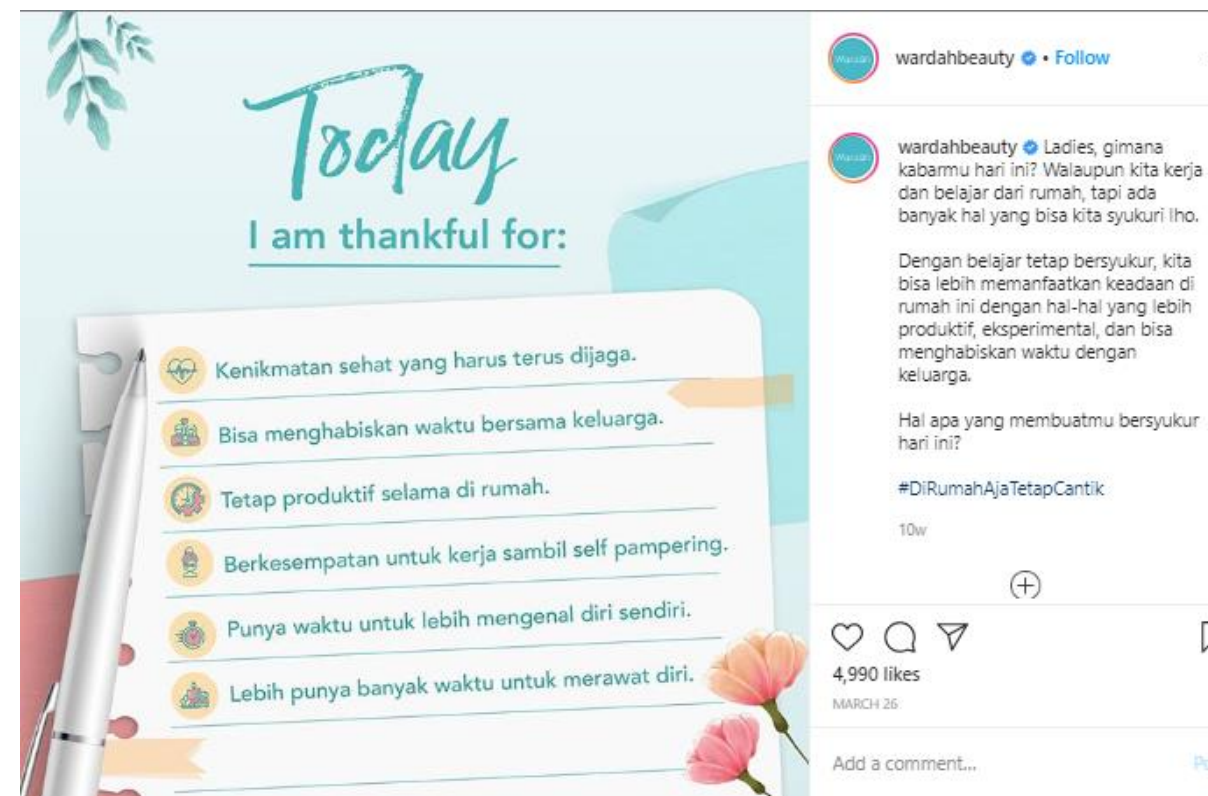 Today
I am thankful for:
Kenikmatan sehat yang harus terus dijaga.
Bisa menghabiskan waktu bersama keluarga.
Tetap produktif selama di rumah.
Berkesempatan untuk kerja sambil self pampering.
Punya waktu untuk lebih mengenal diri sendiri.
Lebih punya banyak waktu untuk merawat diri.
Wardah
wardahbeauty • Follow
Wardah
wardahbeauty Ladies, gimana
kabarmu hari ini? Walaupun kita kerja
dan belajar dari rumah, tapi ada
banyak hal yang bisa kita syukuri lho.
Dengan belajar tetap bersyukur, kita
bisa lebih memanfaatkan keadaan di
rumah ini dengan hal-hal yang lebih
produktif, eksperimental, dan bisa
menghabiskan waktu dengan
keluarga.
Hal apa yang membuatmu bersyukur
hari ini?
#DiRumahAjaTetapCantik
10w
4,990 likes
MARCH 26
Add a comment...